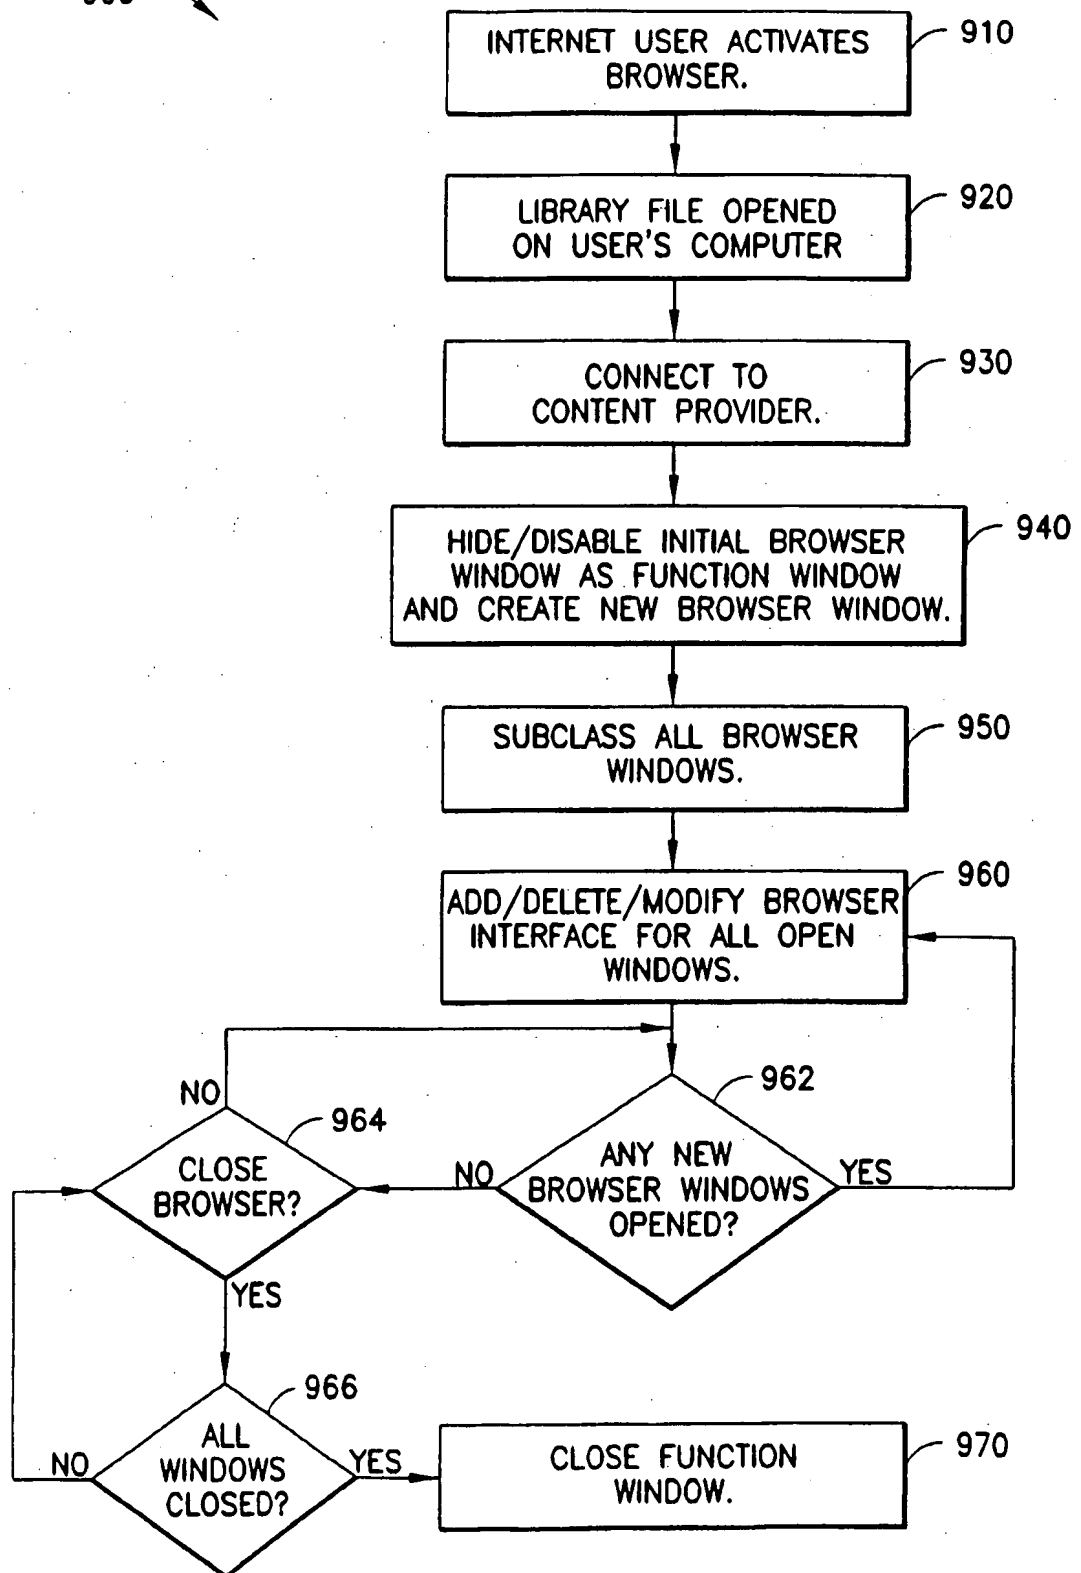 INTERNET USER ACTIVATES
BROWSER.
910
LIBRARY FILE OPENED
ON USER'S COMPUTER
920
CONNECT TO
CONTENT PROVIDER.
930
HIDE/DISABLE INITIAL BROWSER
WINDOW AS FUNCTION WINDOW
AND CREATE NEW BROWSER WINDOW.
940
SUBCLASS ALL BROWSER
WINDOWS.
950
ADD/DELETE/MODIFY BROWSER
INTERFACE FOR ALL OPEN
WINDOWS.
960
962
ANY NEW
BROWSER WINDOWS
OPENED?
YES
NO
NO
964
CLOSE
BROWSER?
YES
966
ALL
WINDOWS
CLOSED?
NO
YES
CLOSE FUNCTION
WINDOW.
970